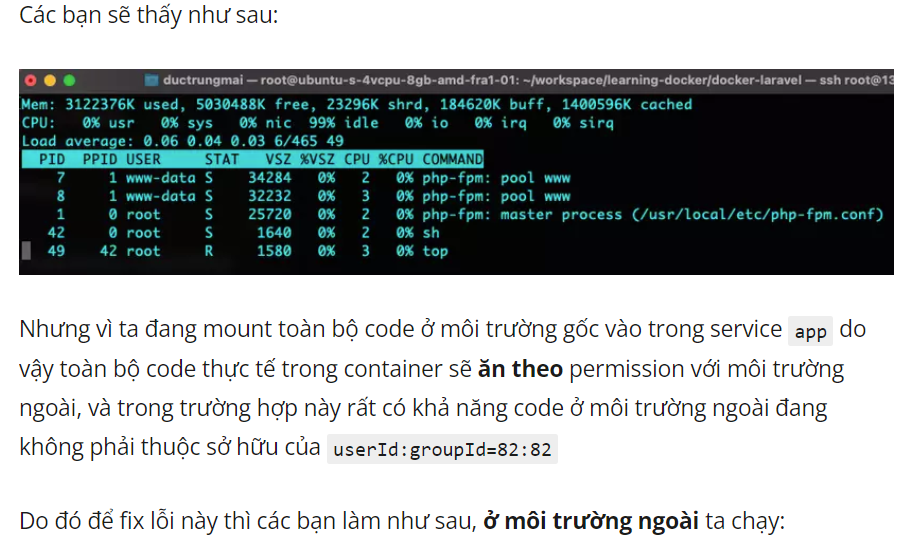 Các bạn sẽ thấy như sau:
ductrungmai — root@ubuntu-s-4vcpu-8gb-amd-fra1-01: ~/workspace/learning-docker/docker-laravel — ssh root@13
Mem: 3122376K used, 5030488K free, 23296K shrd, 184620K buff, 1400596K cached
CPU: 0% usr 0% sys 0% nic 99% idle 0% io 0% irq 0% sirq
Load average: 0.06 0.04 0.03 6/465 49
PID PPID USER STAT VSZ %VSZ CPU %CPU COMMAND
7 1 www-data S 34284 0% 2 0% php-fpm: pool www
8 1 www-data S 32232 0% 3 0% php-fpm: pool www
1 0 root S 25720 0% 2 0% php-fpm: master process (/usr/local/etc/php-fpm.conf)
42 0 root S 1640 0% 2 0% sh
49 42 root R 1580 0% 3 0% top
Nhưng vì ta đang mount toàn bộ code ở môi trường gốc vào trong service app do
vậy toàn bộ code thực tế trong container sẽ ăn theo permission với môi trường
ngoài, và trong trường hợp này rất có khả năng code ở môi trường ngoài đang
không phải thuộc sở hữu của userId:groupId=82:82
Do đó để fix lỗi này thì các bạn làm như sau, ở môi trường ngoài ta chạy: